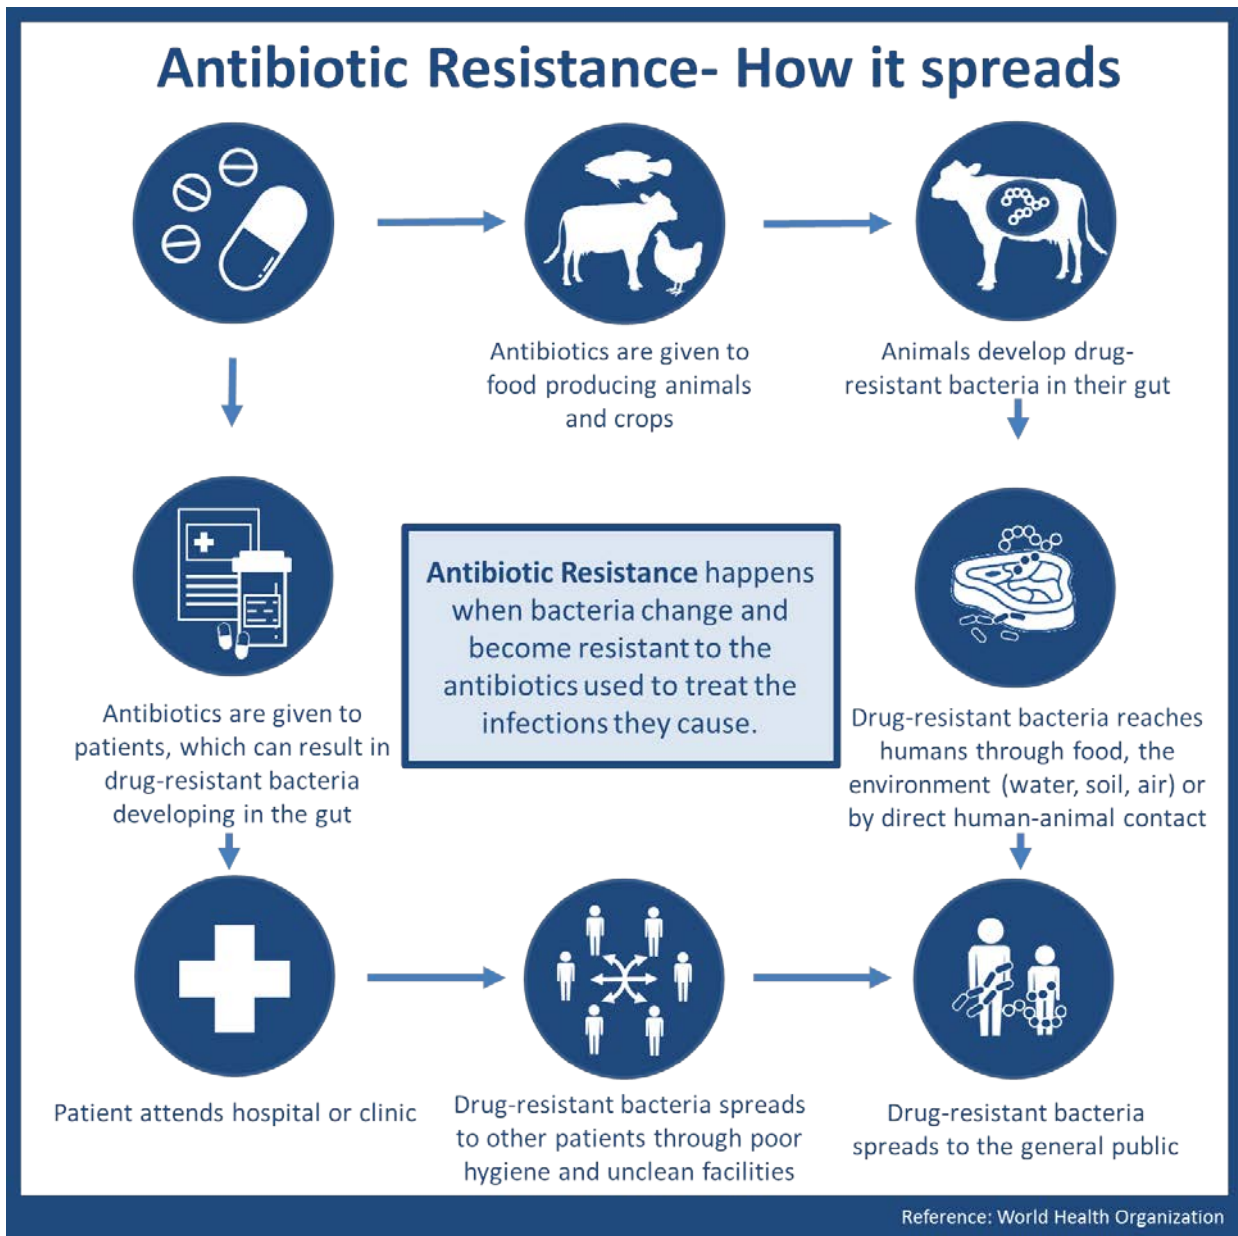 Antibiotic Resistance- How it spreads
Antibiotics are given to
food producing animals
and crops
Animals develop drug-
resistant bacteria in their gut
Antibiotics are given to
patients, which can result in
drug-resistant bacteria
developing in the gut
Antibiotic Resistance happens
when bacteria change and
become resistant to the
antibiotics used to treat the
infections they cause.
Drug-resistant bacteria reaches
humans through food, the
environment (water, soil, air) or
by direct human-animal contact
Patient attends hospital or clinic
Drug-resistant bacteria spreads
to other patients through poor
hygiene and unclean facilities
Drug-resistant bacteria
spreads to the general public
Reference: World Health Organization